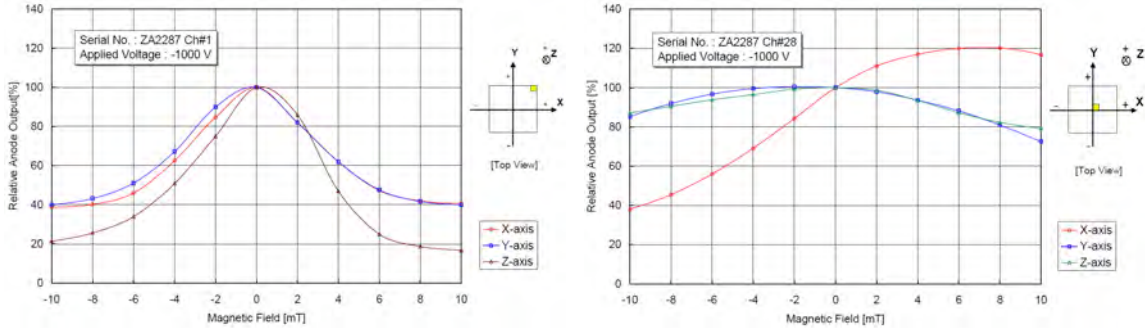 140
120
100
80
60
40
20
0
Relative Anode Output[%]
Serial No. : ZA2287 Ch#1
Applied Voltage : -1000 V
-10 -8 -6 -4 -2 0 2 4 6 8 10
Magnetic Field [mT]
Y
Z
X
[Top View]
X-axis
Y-axis
Z-axis
140
120
100
80
60
40
20
0
Relative Anode Output [%]
Serial No. : ZA2287 Ch#28
Applied Voltage : -1000 V
-10 -8 -6 -4 -2 0 2 4 6 8 10
Magnetic Field [mT]
+
Y
Z
+
-
+
X
-
[Top View]
X-axis
Y-axis
Z-axis